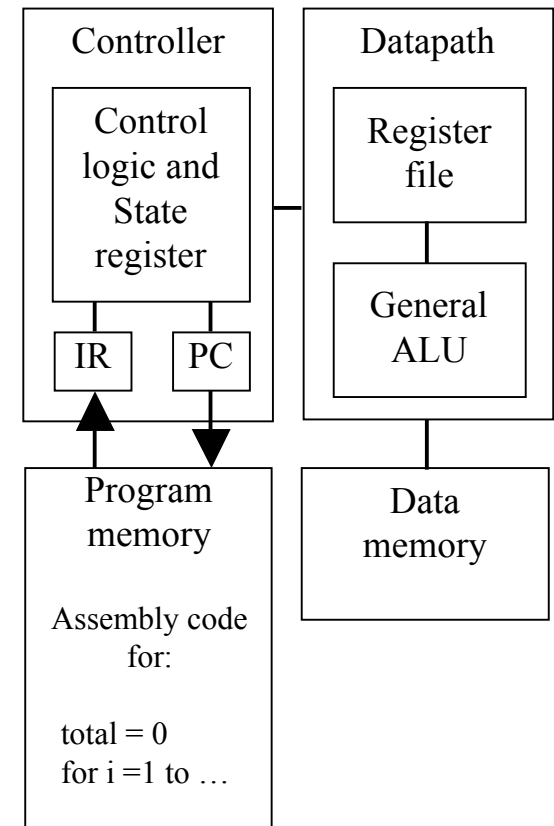 Controller
Control
logic and
State
register
IR
PC
Datapath
Register
file
General
ALU
Program
memory
Assembly code
for:
total = 0
for i =1 to …
Data
memory